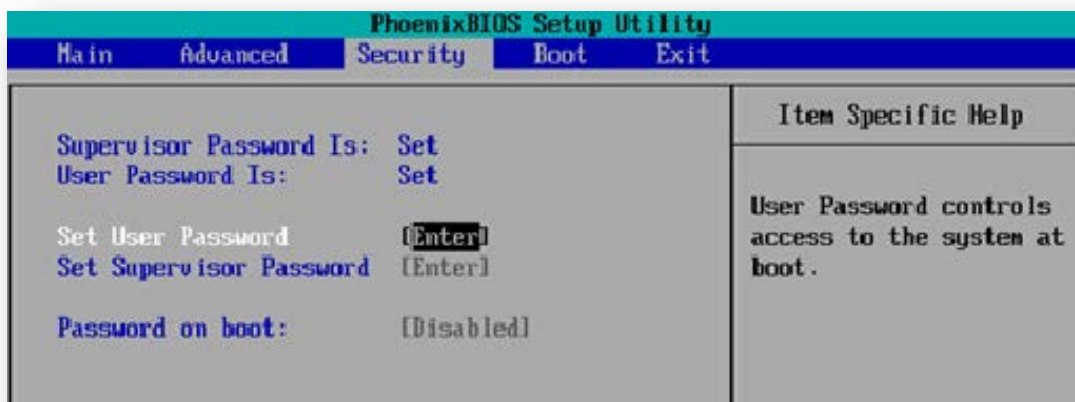 PhoenixBIOS Setup Utility
Main Advanced Security Boot Exit
Supervisor Password Is: Set
User Password Is: Set
Set User Password [Enter]
Set Supervisor Password [Enter]
Password on boot: [Disabled]
Item Specific Help
User Password controls
access to the system at
boot.